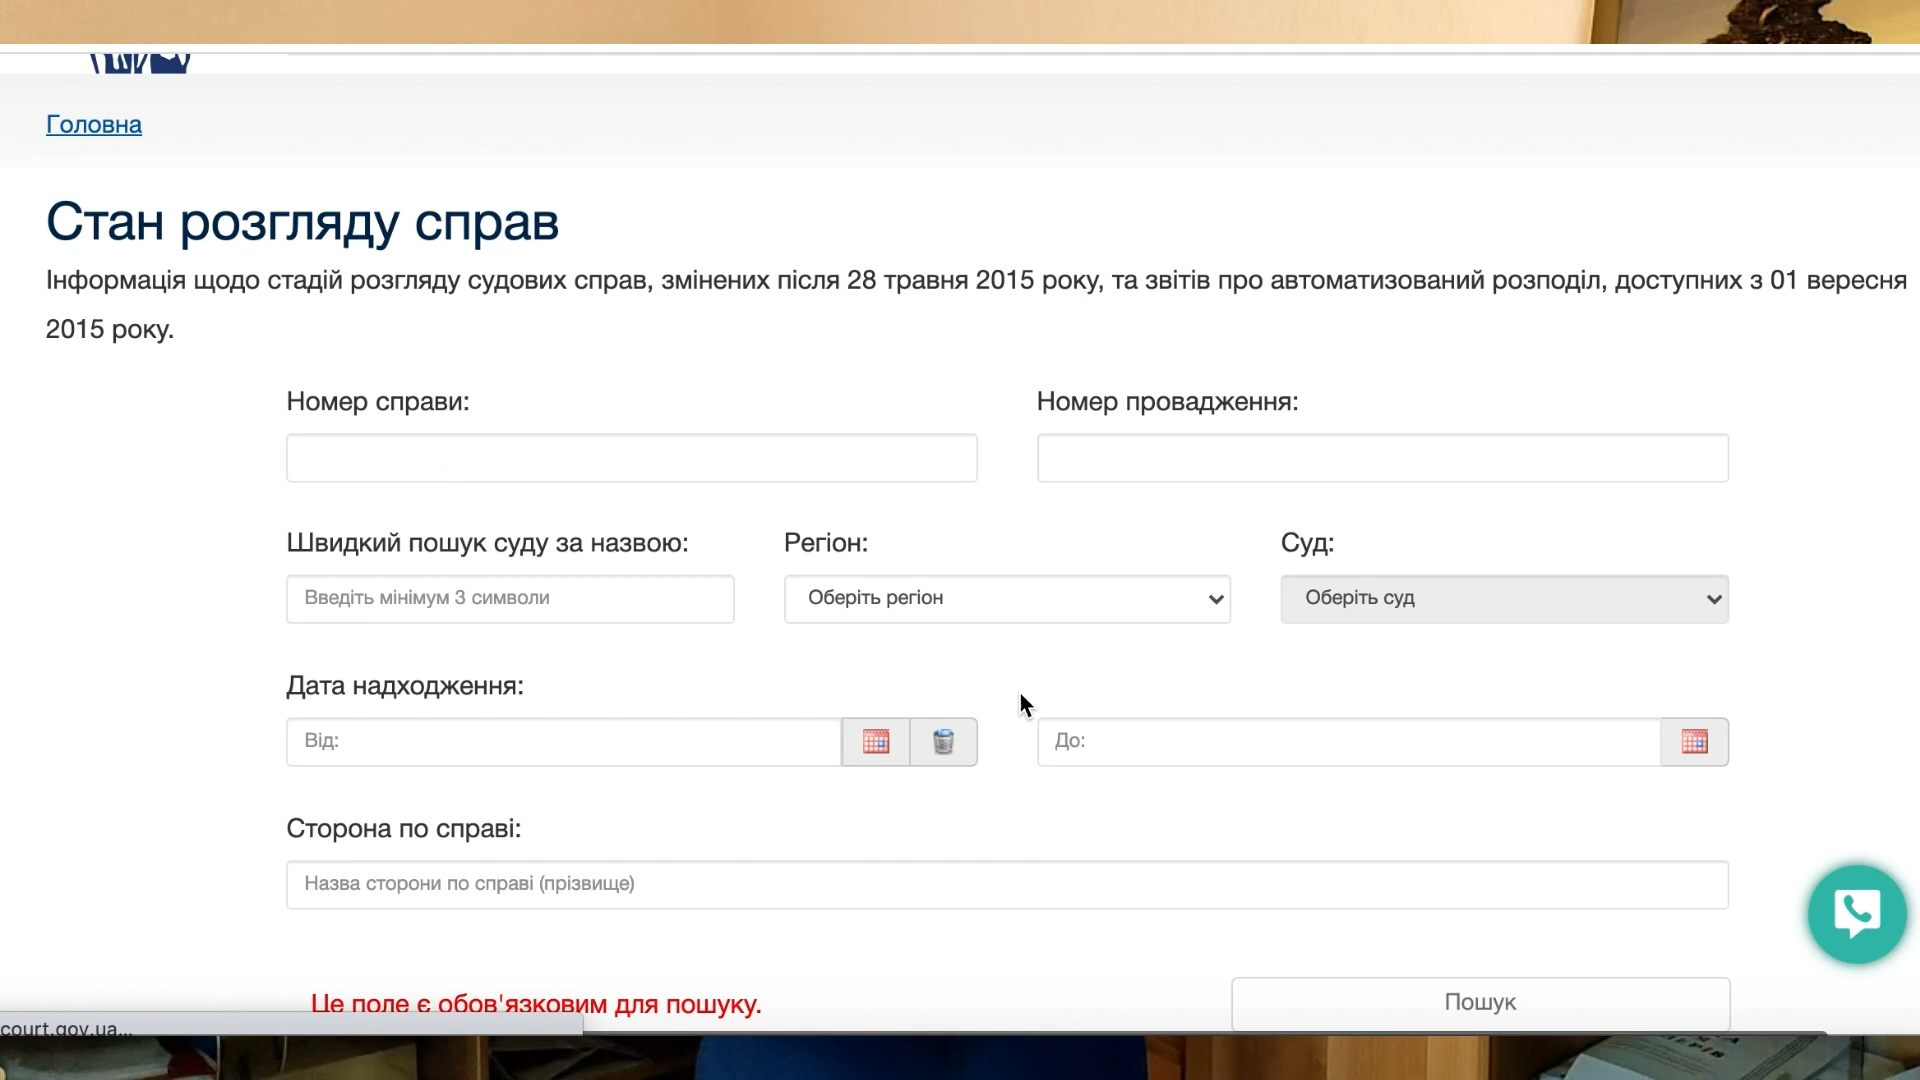 Головна
Стан розгляду справ
Інформація щодо стадій розгляду судових справ, змінених після 28 травня 2015 року, та звітів про автоматизований розподіл, доступних з 01 вересня
2015 року.
Номер справи:
Номер провадження:
Швидкий пошук суду за назвою:
Регіон:
Суд:
Введіть мінімум 3 символи
Оберіть регіон
Оберіть суд
Дата надходження:
Від:
До:
Сторона по справі:
Назва сторони по справі (прізвище)
Це поле є обов'язковим для пошуку.
Пошук
court.gov.ua...